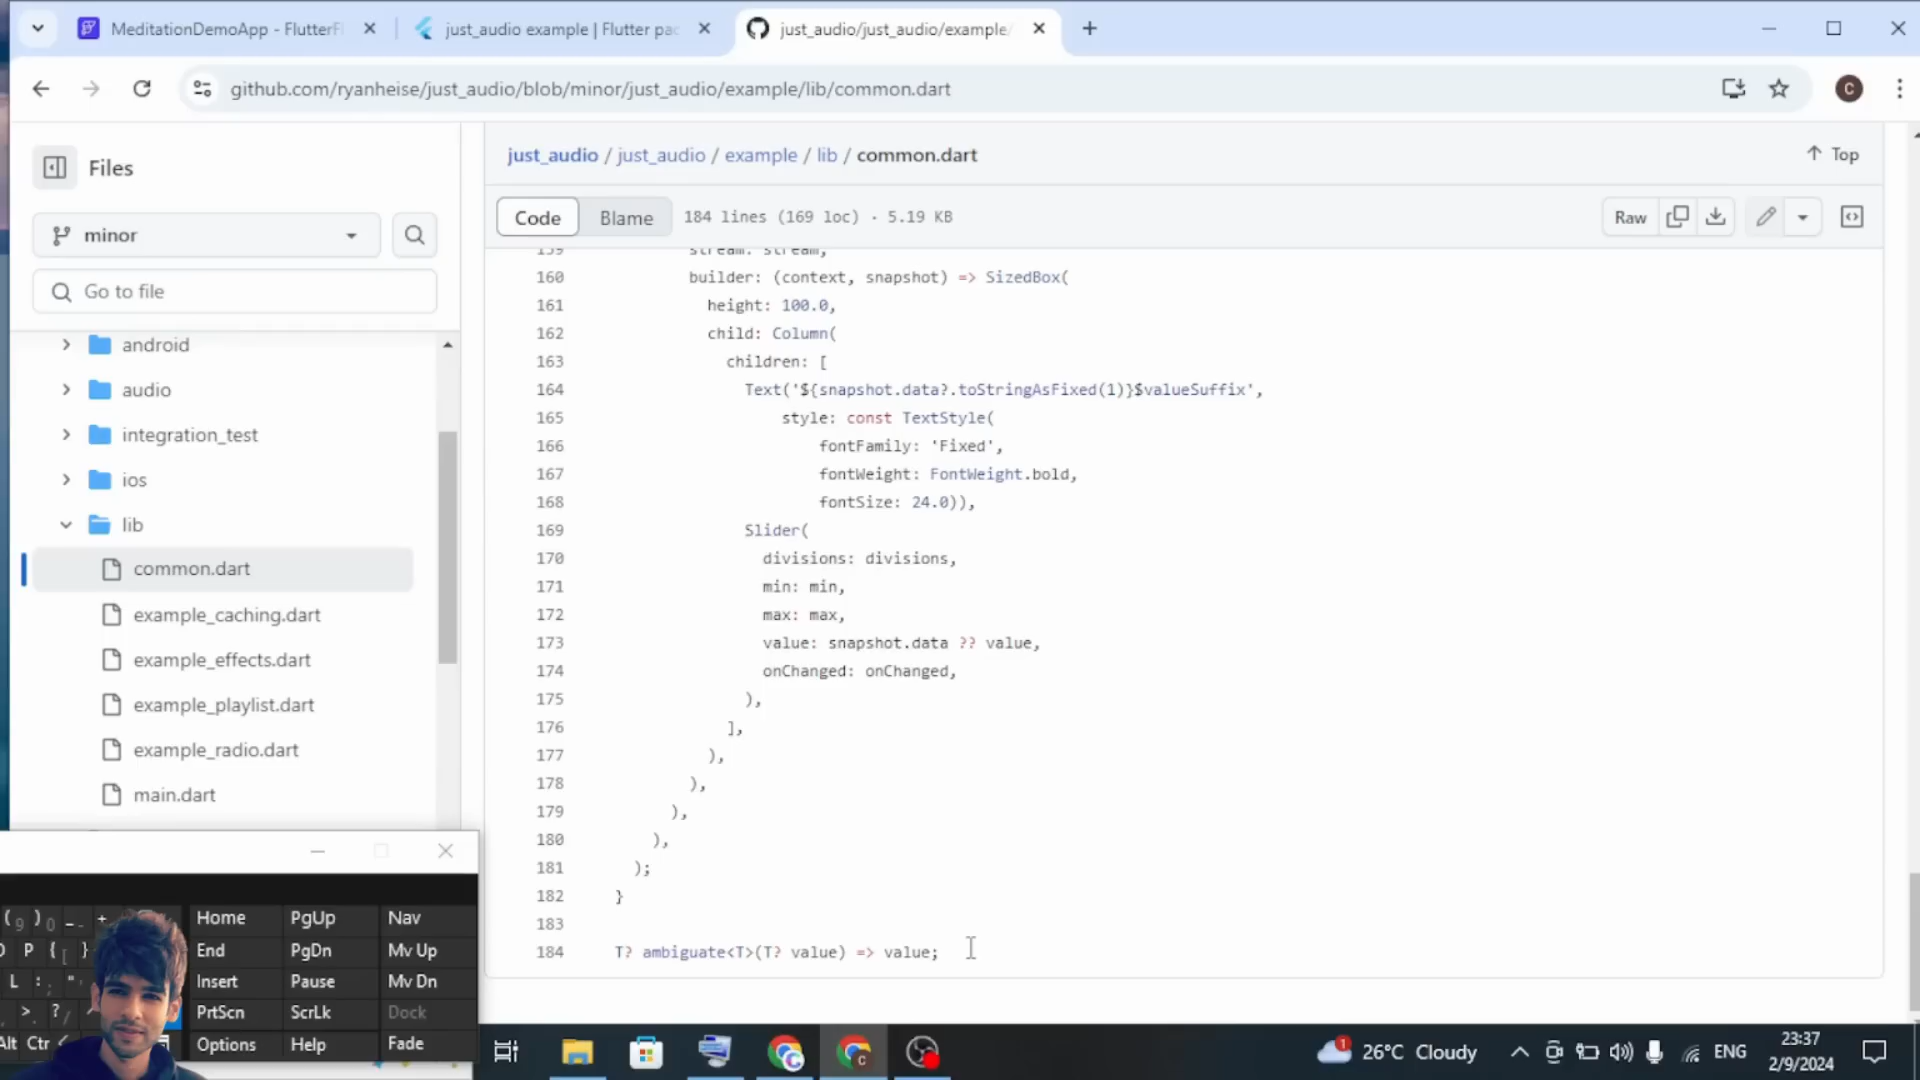 MeditationDemoApp - FlutterF
just_audio example | Flutter pac
just_audio/just_audio/example/
github.com/ryanheise/just_audio/blob/minor/just_audio/example/lib/common.dart
C
Files
just_audio / just_audio / example / lib / common.dart
Top
minor
Code
Blame
184 lines (169 loc) · 5.19 KB
Raw
Go to file
android
audio
integration_test
ios
lib
common.dart
example_caching.dart
example_effects.dart
example_playlist.dart
example_radio.dart
main.dart
159 stream: stream,
160 builder: (context, snapshot) => SizedBox(
161 height: 100.0,
162 child: Column(
163 children: [
164 Text('${snapshot.data?.toStringAsFixed(1)}$valueSuffix',
165 style: const TextStyle(
166 fontFamily: 'Fixed',
167 fontWeight: FontWeight.bold,
168 fontSize: 24.0)),
169 Slider(
170 divisions: divisions,
171 min: min,
172 max: max,
173 value: snapshot.data ?? value,
174 onChanged: onChanged,
175 ),
176 ],
177 ),
178 ),
179 ),
180 ),
181 );
182 }
183
184 T? ambiguate<T>(T? value) => value;
( 9 ) 0 _ - + Home PgUp Nav
P { [ } End PgDn Mv Up
L : ; " Insert Pause Mv Dn
> . ? / PrtScn ScrLk Dock
Alt Ctr Options Help Fade
1
26°C Cloudy
ENG
23:37
2/9/2024